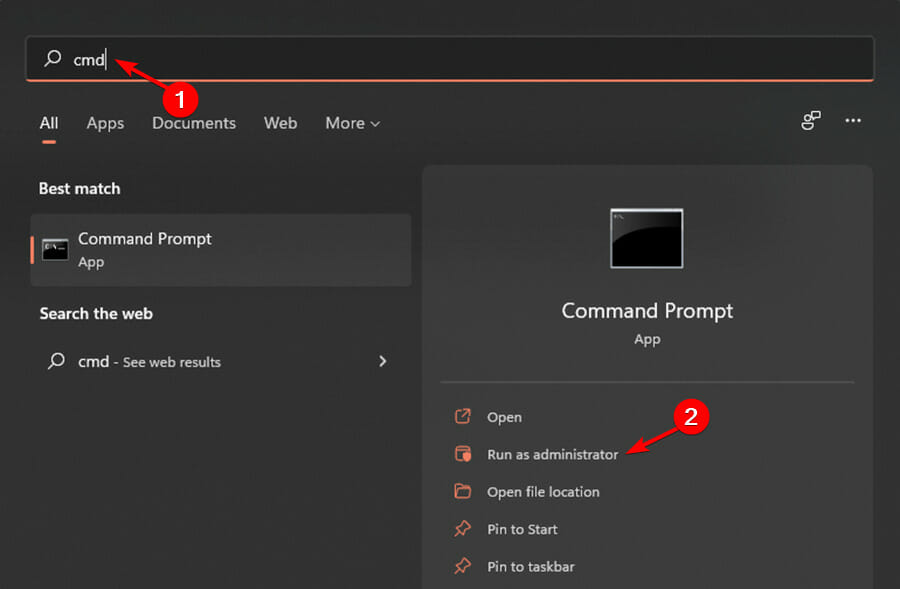 cmd
1
All Apps Documents Web More
Best match
Command Prompt
App
Search the web
cmd - See web results
Command Prompt
App
Open
2
Run as administrator
Open file location
Pin to Start
Pin to taskbar